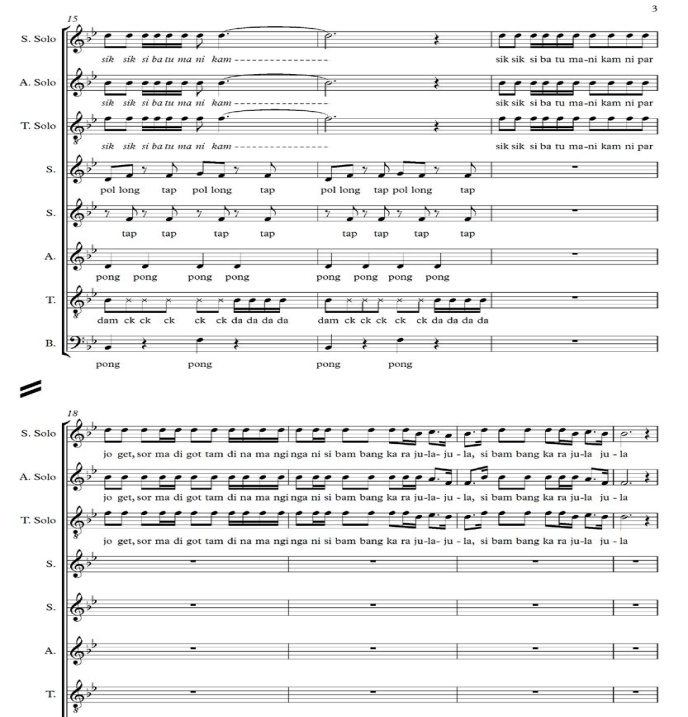 3
15
S. Solo
sik sik si ba tu ma ni kam
A. Solo
sik sik si ba tu ma ni kam
T. Solo
sik sik si ba tu ma ni kam
sik sik si ba tu ma-ni kam ni par
sik sik si ba tu ma-ni kam ni par
sik sik si ba tu ma-ni kam ni par
S.
pol long tap pol long tap pol long tap pol long tap
S.
tap tap tap tap tap tap tap tap
A.
pong pong pong pong pong pong pong pong
T.
dam ck ck ck ck ck da da da da dam ck ck ck ck ck da da da da
B.
pong pong pong pong
18
S. Solo
jo get, sor ma di got tam di na ma ngi nga ni si bam bang ka ra ju-la- ju - la, si bam bang ka ra ju-la ju - la
A. Solo
jo get, sor ma di got tam di na ma ngi nga ni si bam bang ka ra ju-la- ju - la, si bam bang ka ra ju-la ju - la
T. Solo
jo get, sor ma di got tam di na ma ngi nga ni si bam bang ka ra ju-la- ju - la, si bam bang ka ra ju-la ju - la
S.
S.
A.
T.